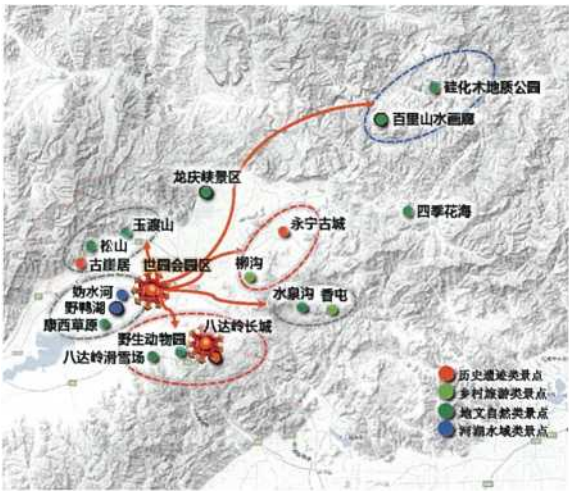 硅化木地质公园
百里山水画廊
龙庆峡景区
四季花海
玉渡山
永宁古城
松山
古崖居
世园会园区
柳沟
妫水河
水泉沟
香屯
野鸭湖
康西草原
野生动物园
八达岭长城
八达岭滑雪场
历史遗迹类景点
乡村旅游类景点
地文自然类景点
河湖水域类景点